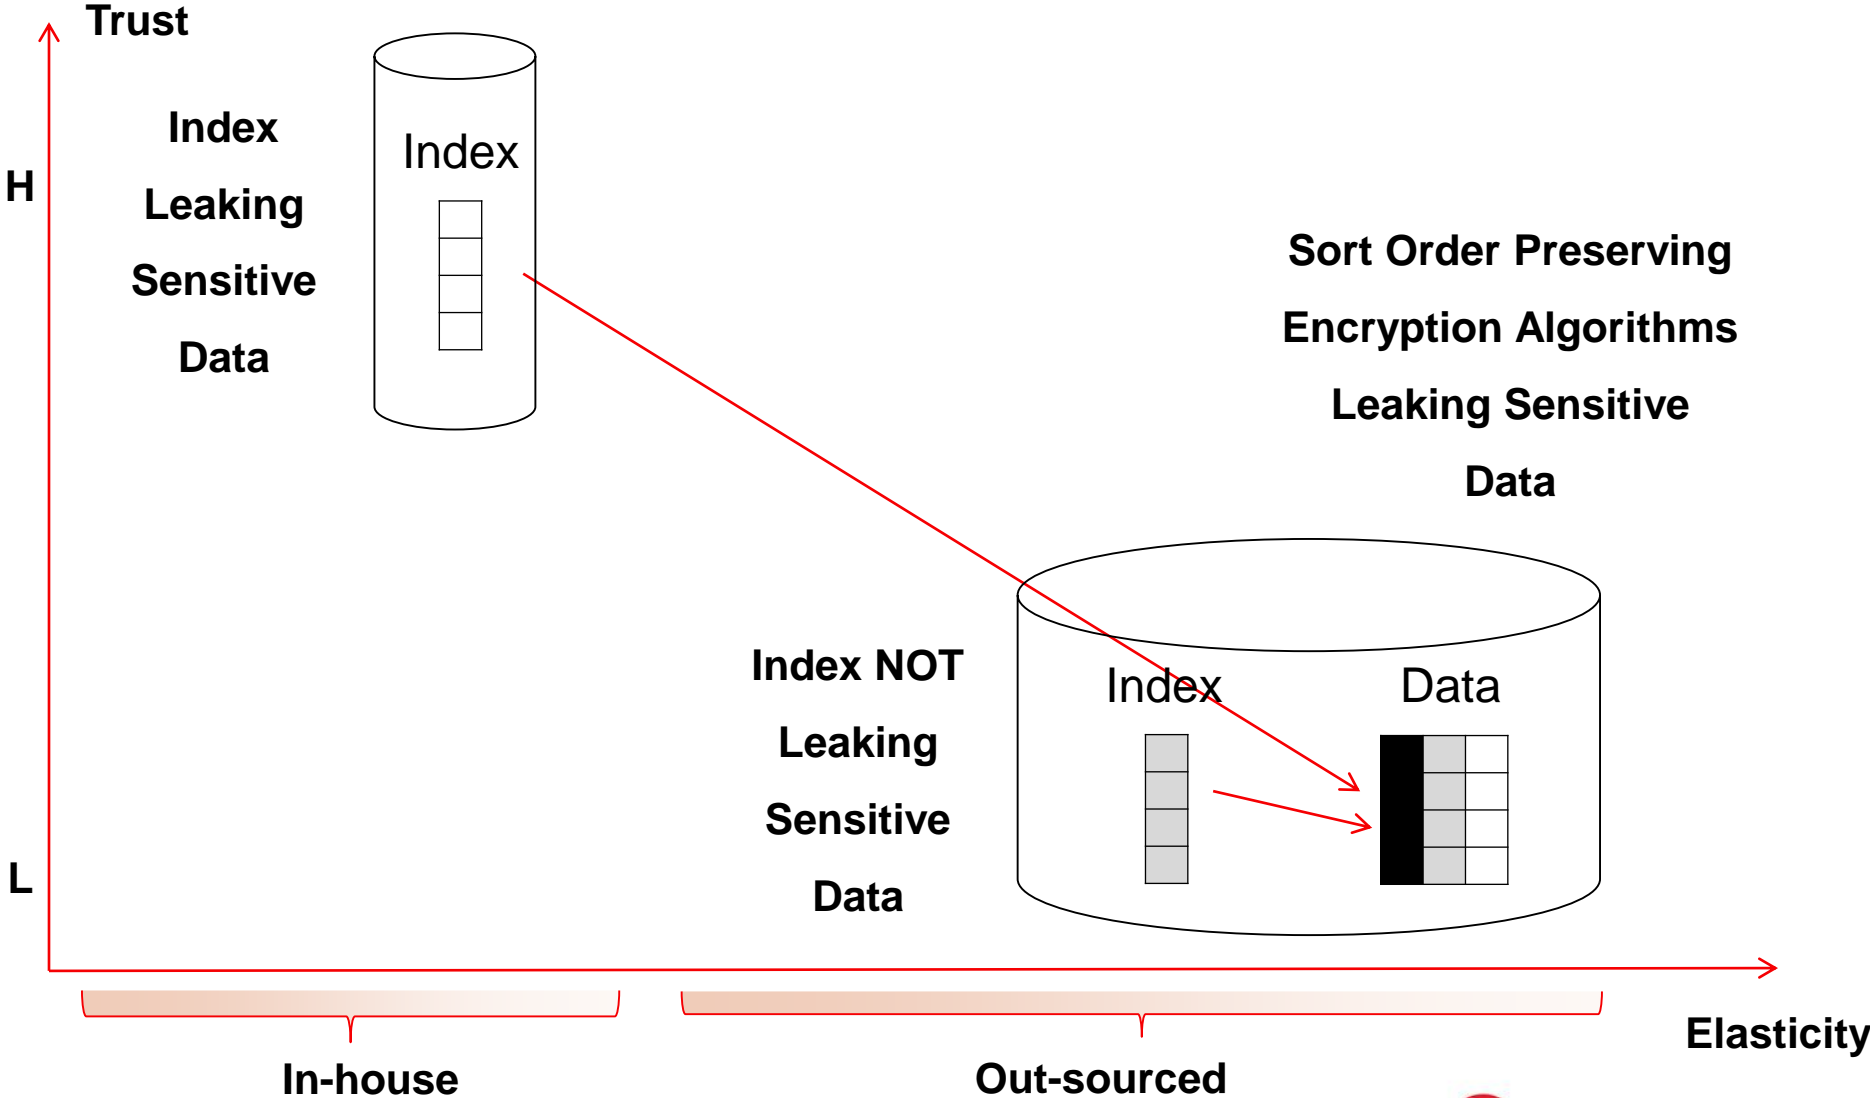 Trust
H
Index
Leaking
Sensitive
Data
Index
Sort Order Preserving
Encryption Algorithms
Leaking Sensitive
Data
Index NOT
Leaking
Sensitive
Data
Index
Data
L
Elasticity
In-house
Out-sourced